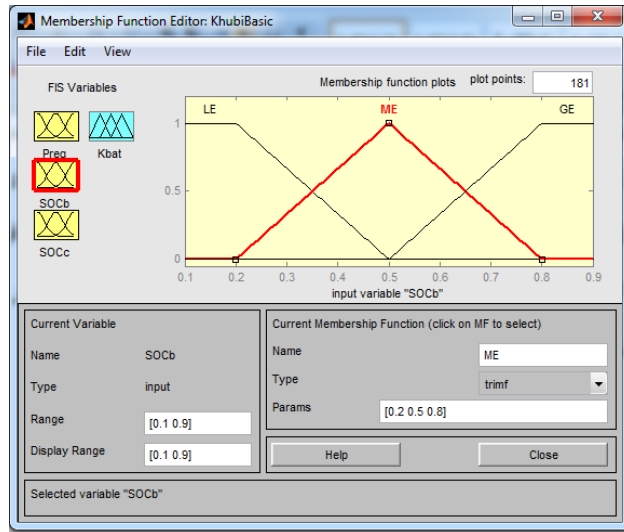 Membership Function Editor: KhubiBasic
File Edit View
FIS Variables
Membership function plots plot points: 181
Preg Kbat
SOCb
SOCc
LE ME GE
1
0.5
0
0.1 0.2 0.3 0.4 0.5 0.6 0.7 0.8 0.9
input variable "SOCb"
Current Variable
Name SOCb
Type input
Range [0.1 0.9]
Display Range [0.1 0.9]
Current Membership Function (click on MF to select)
Name ME
Type trimf
Params [0.2 0.5 0.8]
Help Close
Selected variable "SOCb"